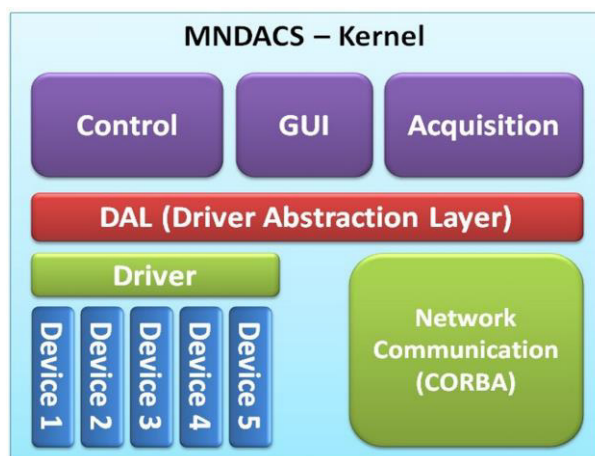 MNDACS – Kernel
Control
GUI
Acquisition
DAL (Driver Abstraction Layer)
Driver
Device 1
Device 2
Device 3
Device 4
Device 5
Network
Communication
(CORBA)